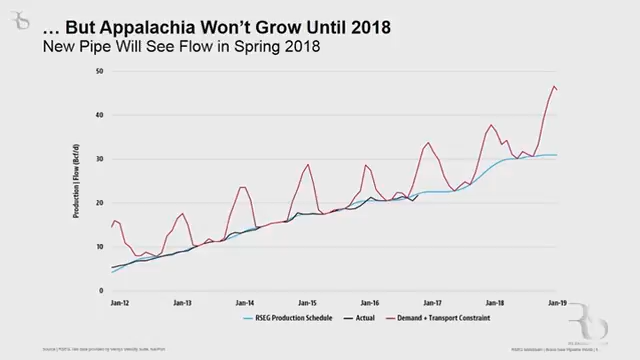 … But Appalachia Won't Grow Until 2018
New Pipe Will See Flow in Spring 2018
Production | Flow (Bcf/d)
50
40
30
20
10
0
Jan-12 Jan-13 Jan-14 Jan-15 Jan-16 Jan-17 Jan-18 Jan-19
RSEG Production Schedule Actual Demand + Transport Constraint